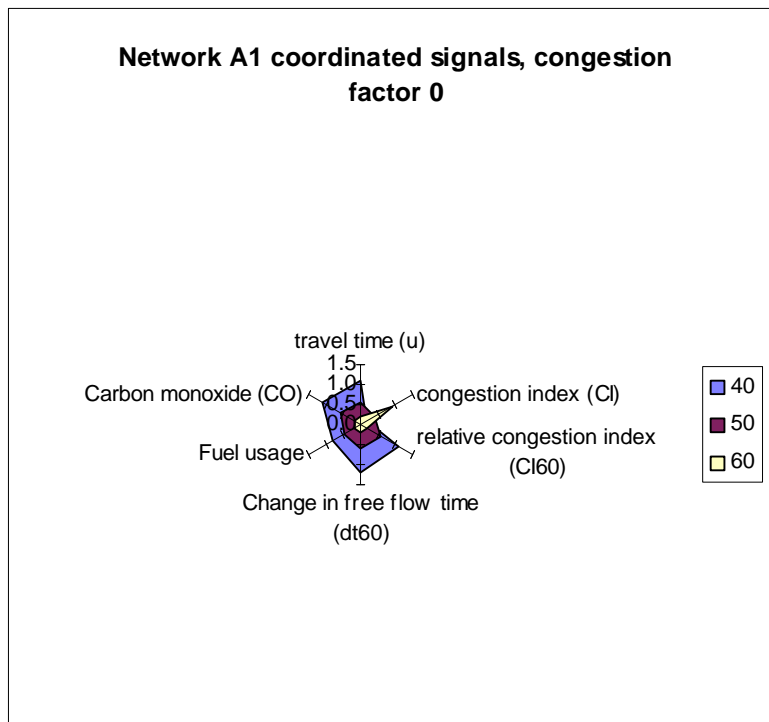 Network A1 coordinated signals, congestion
factor 0
travel time (u)
1.5
1.0
0.5
0.0
Carbon monoxide (CO)
congestion index (CI)
Fuel usage
relative congestion index
(CI60)
Change in free flow time
(dt60)
40
50
60